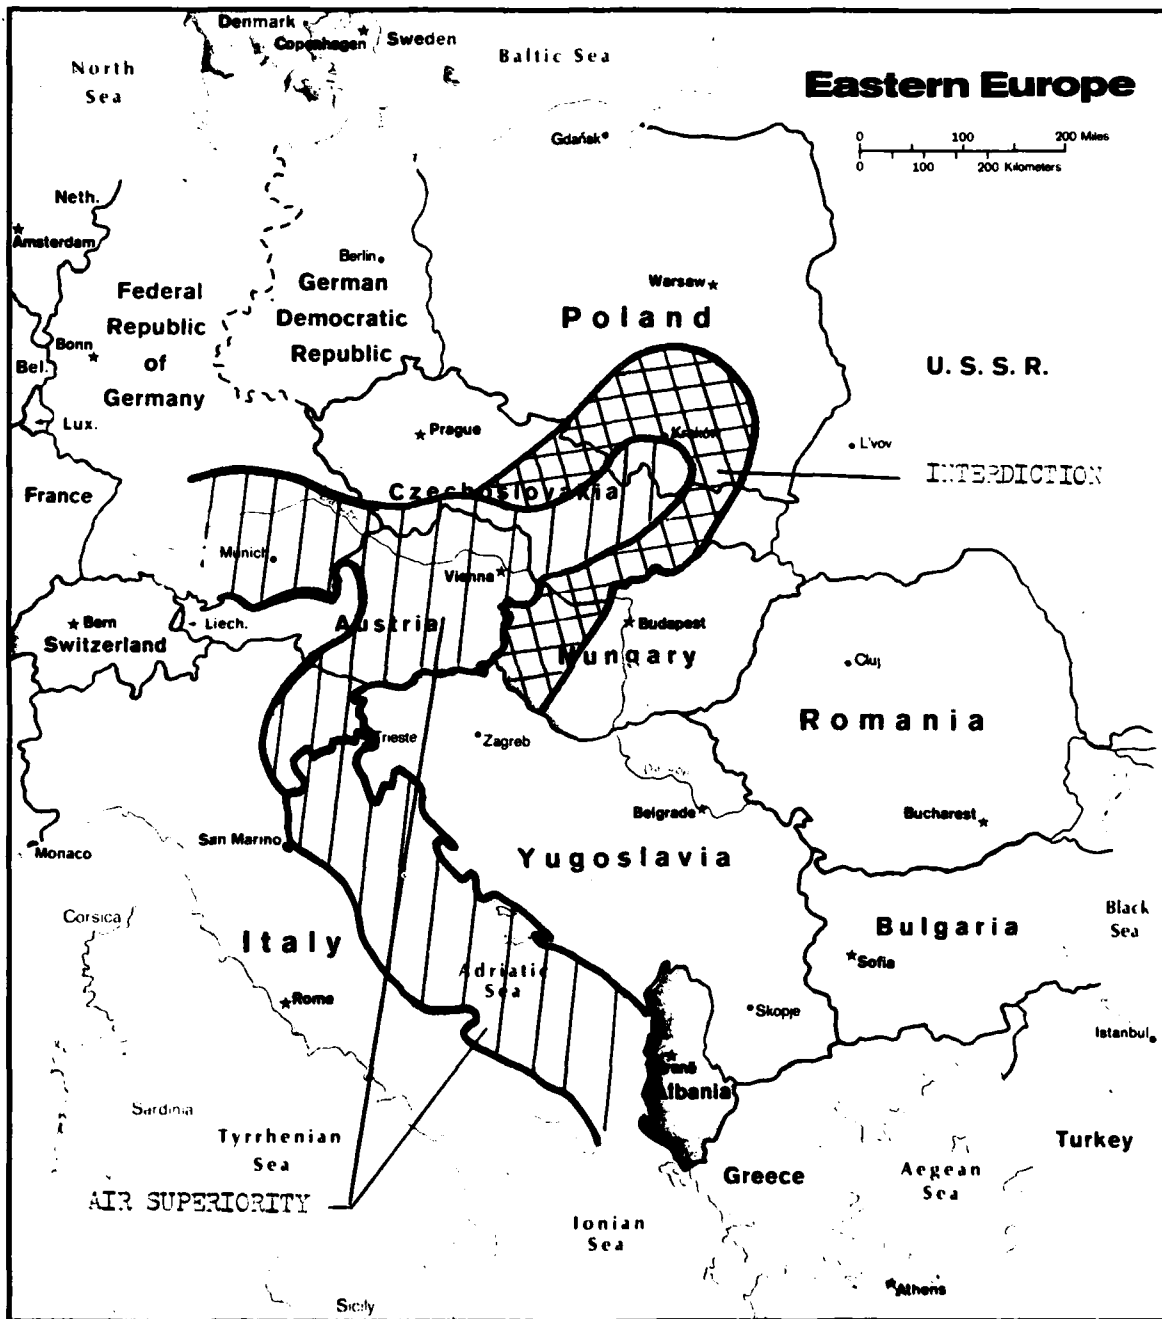 Denmark
Copenhagen
Sweden
Baltic Sea
North
Sea
Eastern Europe
0 100 200 Miles
0 100 200 Kilometers
Gdańsk
Neth.
Amsterdam
Berlin
German
Democratic
Republic
Federal
Republic
of
Germany
Warsaw
Poland
U.S.S.R.
Bonn
Bel.
Lux.
Prague
Kraków
L'vov
INTERDICTION
France
Czechoslovakia
Munich
Vienna
Bern
Switzerland
Liech.
Austria
Budapest
Hungary
Cluj
Romania
Trieste
Zagreb
Belgrade
Bucharest
San Marino
Monaco
Yugoslavia
Corsica
Italy
Adriatic
Sea
Bulgaria
Sofia
Black
Sea
Rome
Skopje
Istanbul
Albania
Sardinia
Tyrrhenian
Sea
Greece
Aegean
Sea
Turkey
AIR SUPERIORITY
Ionian
Sea
Athens
Sicily